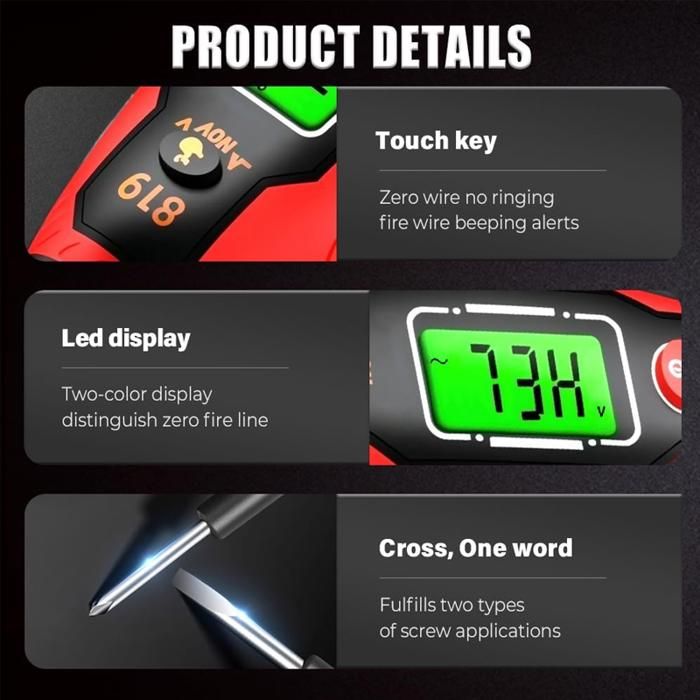 PRODUCT DETAILS
ANOVV
819
Touch key
Zero wire no ringing
fire wire beeping alerts
Led display
Two-color display
distinguish zero fire line
~ 73H V
Cross, One word
Fulfills two types
of screw applications